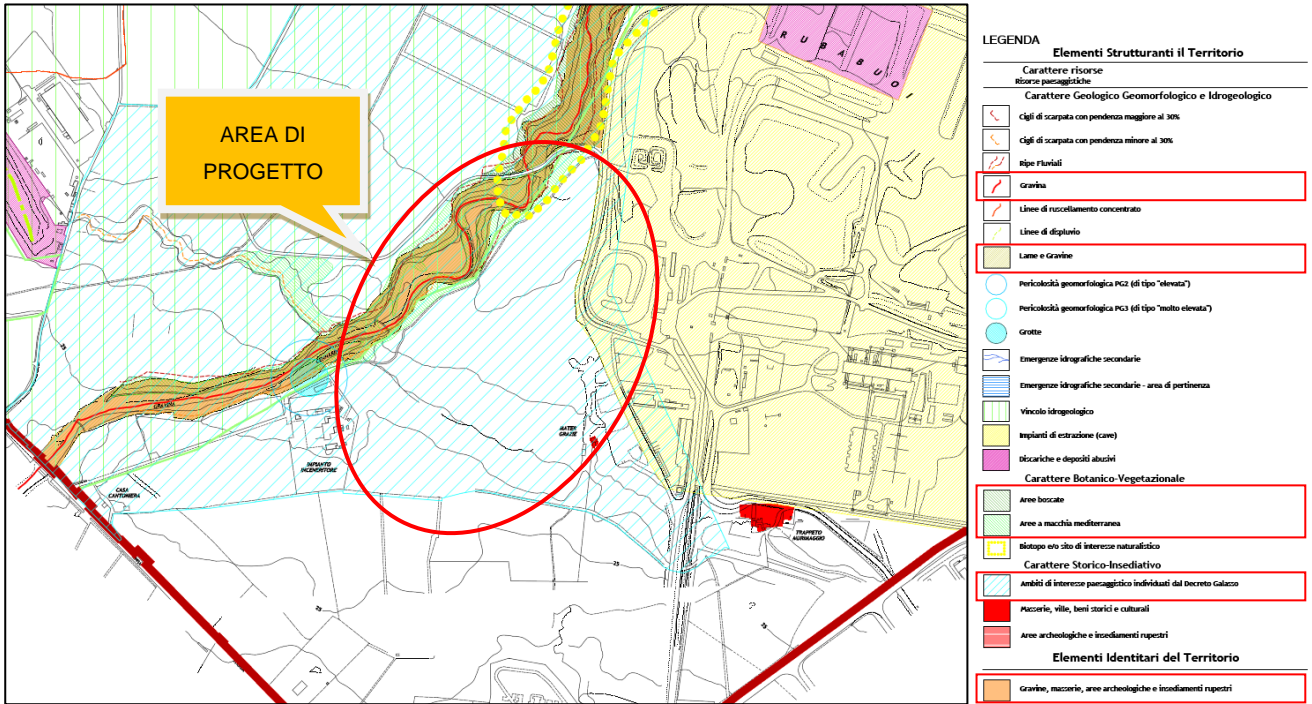 RUBABUOI
AREA DI
PROGETTO
25
GRAVINA
IMPIANTO
INCENERITORE
CASA
CANTONIERA
MATER
GRAZIE
TRAPPETO
25
25
LEGENDA
Elementi Strutturanti il Territorio
Carattere risorse
Risorse paesaggistiche
Carattere Geologico Geomorfologico e Idrogeologico
Cigli di scarpata con pendenza maggiore al 30%
Cigli di scarpata con pendenza minore al 30%
Ripe Fluviali
Gravina
Linee di ruscellamento concentrato
Linee di displuvio
Lame e Gravine
Pericolosità geomorfologica PG2 (di tipo "elevata")
Pericolosità geomorfologica PG3 (di tipo "molto elevata")
Grotte
Emergenze idrografiche secondarie
Emergenze idrografiche secondarie - area di pertinenza
Vincolo idrogeologico
Impianti di estrazione (cave)
Discariche e depositi abusivi
Carattere Botanico-Vegetazionale
Aree boscate
Aree a macchia mediterranea
Biotopo e/o sito di interesse naturalistico
Carattere Storico-Insediativo
Ambiti di interesse paesaggistico individuati dal Decreto Galasso
Masserie, ville, beni storici e culturali
Aree archeologiche e insediamenti rupestri
Elementi Identitari del Territorio
Gravine, masserie, aree archeologiche e insediamenti rupestri